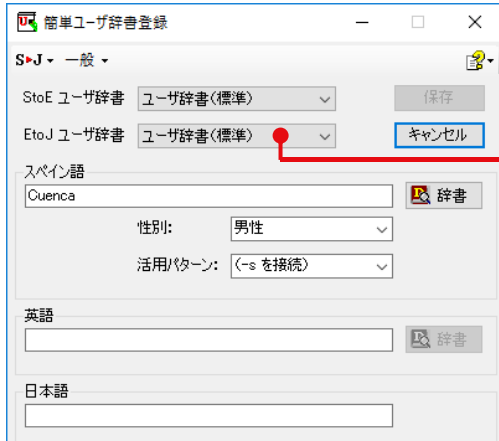 簡単ユーザ辞書登録
S▶J 一般
StoE ユーザ辞書 ユーザ辞書(標準) 保存
EtoJ ユーザ辞書 ユーザ辞書(標準) キャンセル
スペイン語
Cuenca 辞書
性別: 男性
活用パターン: (-s を接続)
英語
辞書
日本語